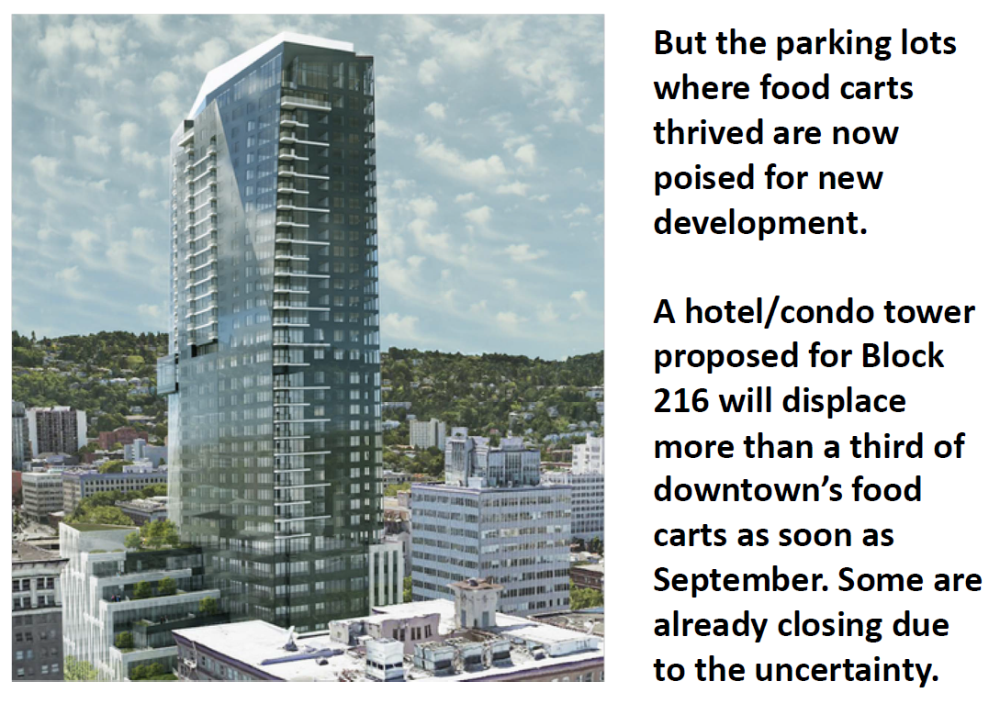 But the parking lots
where food carts
thrived are now
poised for new
development.
A hotel/condo tower
proposed for Block
216 will displace
more than a third of
downtown’s food
carts as soon as
September. Some are
already closing due
to the uncertainty.